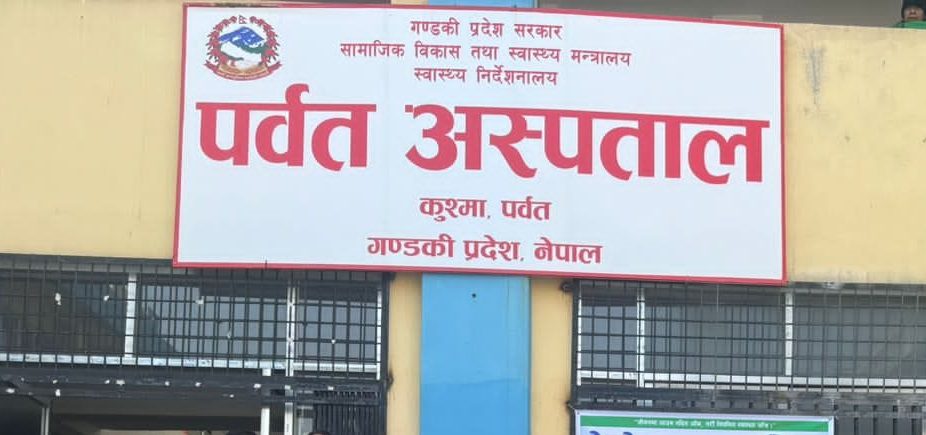 गण्डकी प्रदेश सरकार
सामाजिक विकास तथा स्वास्थ्य मन्त्रालय
स्वास्थ्य निर्देशनालय
पर्वत अस्पताल
कुश्मा, पर्वत
गण्डकी प्रदेश, नेपाल